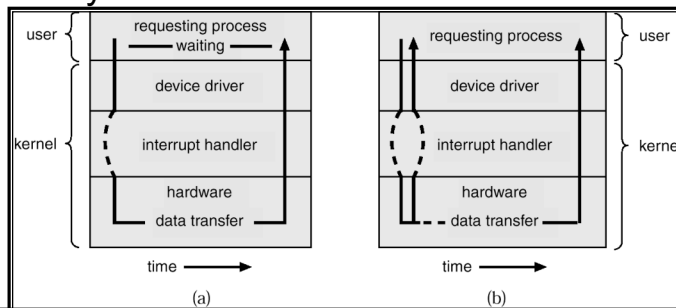 requesting process
waiting
user
device driver
kernel
interrupt handler
hardware
data transfer
time
(a)
requesting process
user
device driver
interrupt handler
kerne
hardware
data transfer
time
(b)